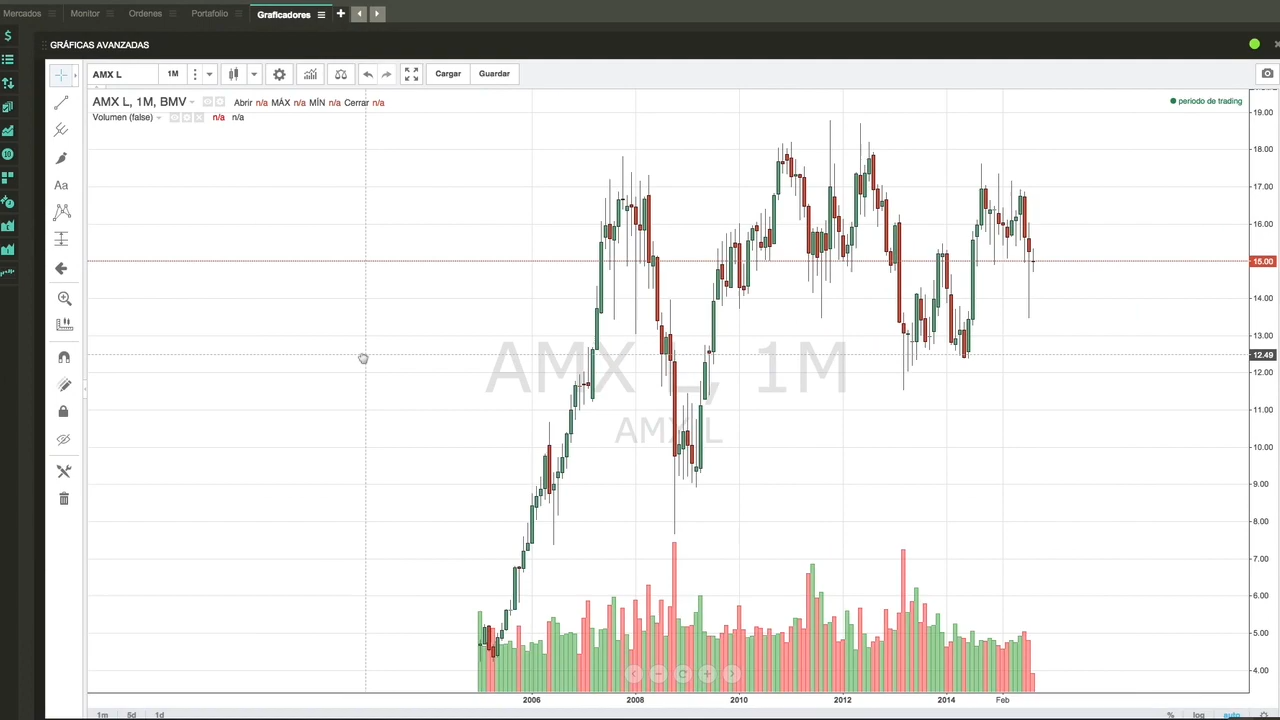 Mercados Monitor Ordenes Portafolio Graficadores
GRÁFICAS AVANZADAS
AMX L 1M Cargar Guardar
AMX L, 1M, BMV Abrir n/a MÁX n/a MÍN n/a Cerrar n/a
Volumen (false) n/a n/a
periodo de trading
Aa
19.00
18.00
17.00
16.00
15.00
14.00
13.00
12.49
12.00
11.00
10.00
9.00
8.00
7.00
6.00
5.00
4.00
AMX L, 1M
AMX L
2006 2008 2010 2012 2014 Feb
1m 5d 1d % log auto